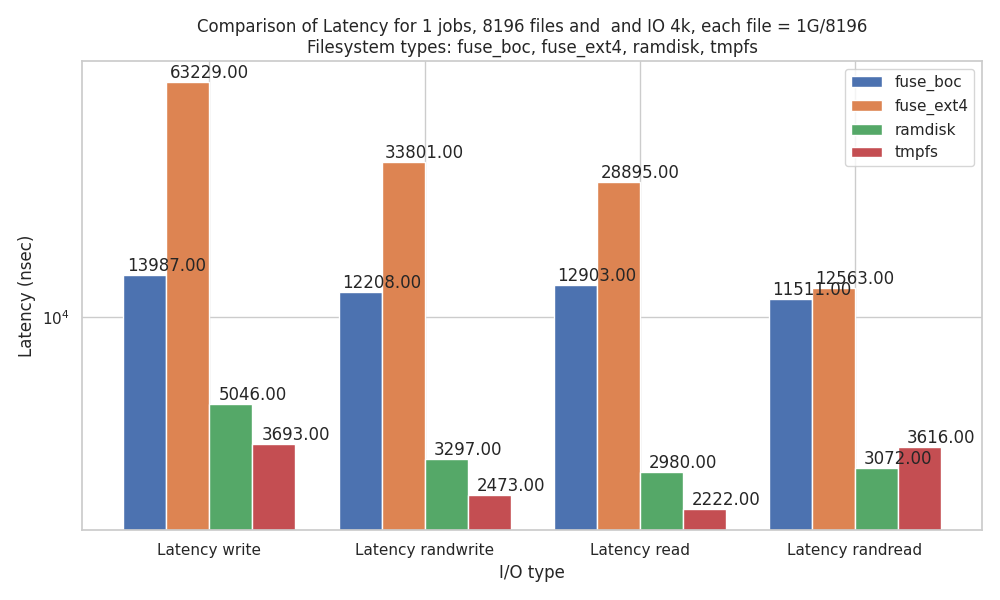 Comparison of Latency for 1 jobs, 8196 files and  and IO 4k, each file = 1G/8196
Filesystem types: fuse_boc, fuse_ext4, ramdisk, tmpfs
fuse_boc
fuse_ext4
ramdisk
tmpfs
63229.00
33801.00
28895.00
13987.00
12208.00
12903.00
11511.00
12563.00
5046.00
3693.00
3297.00
2473.00
2980.00
2222.00
3072.00
3616.00
Latency (nsec)
10⁴
Latency write
Latency randwrite
Latency read
Latency randread
I/O type